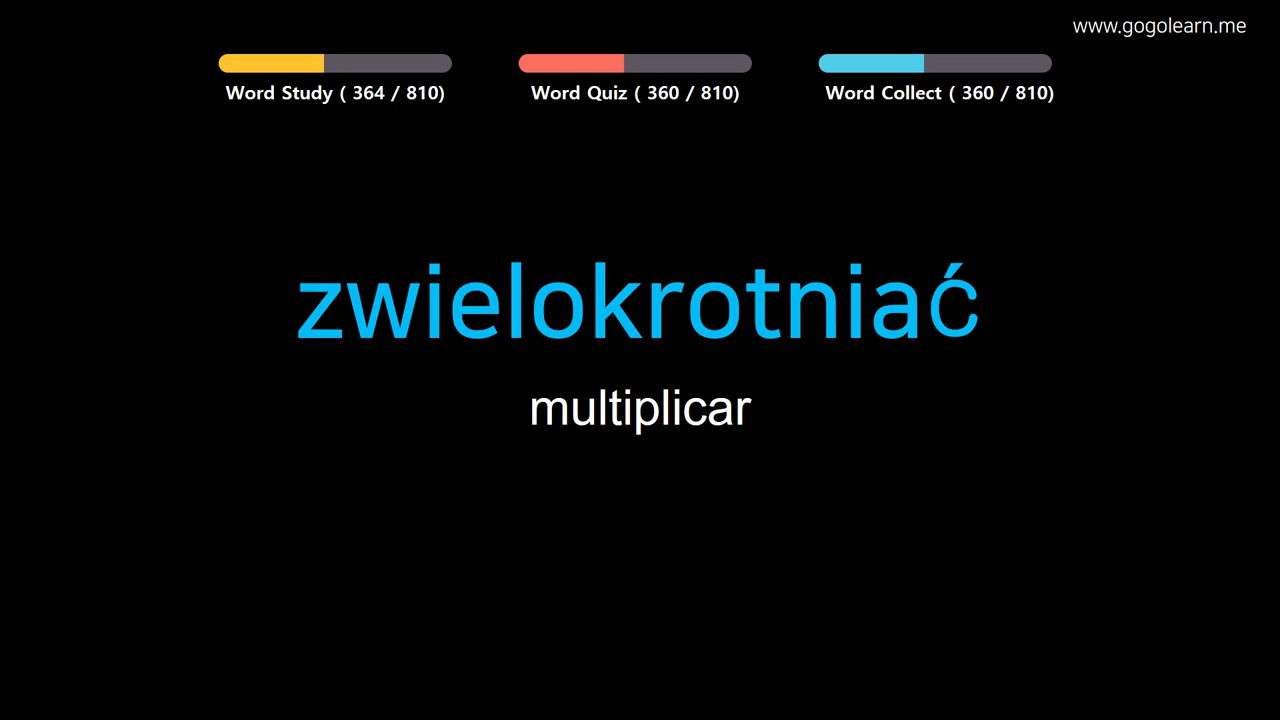 www.gogolearn.me
Word Study ( 364 / 810)
Word Quiz ( 360 / 810)
Word Collect ( 360 / 810)
zwielokrotniać
multiplicar